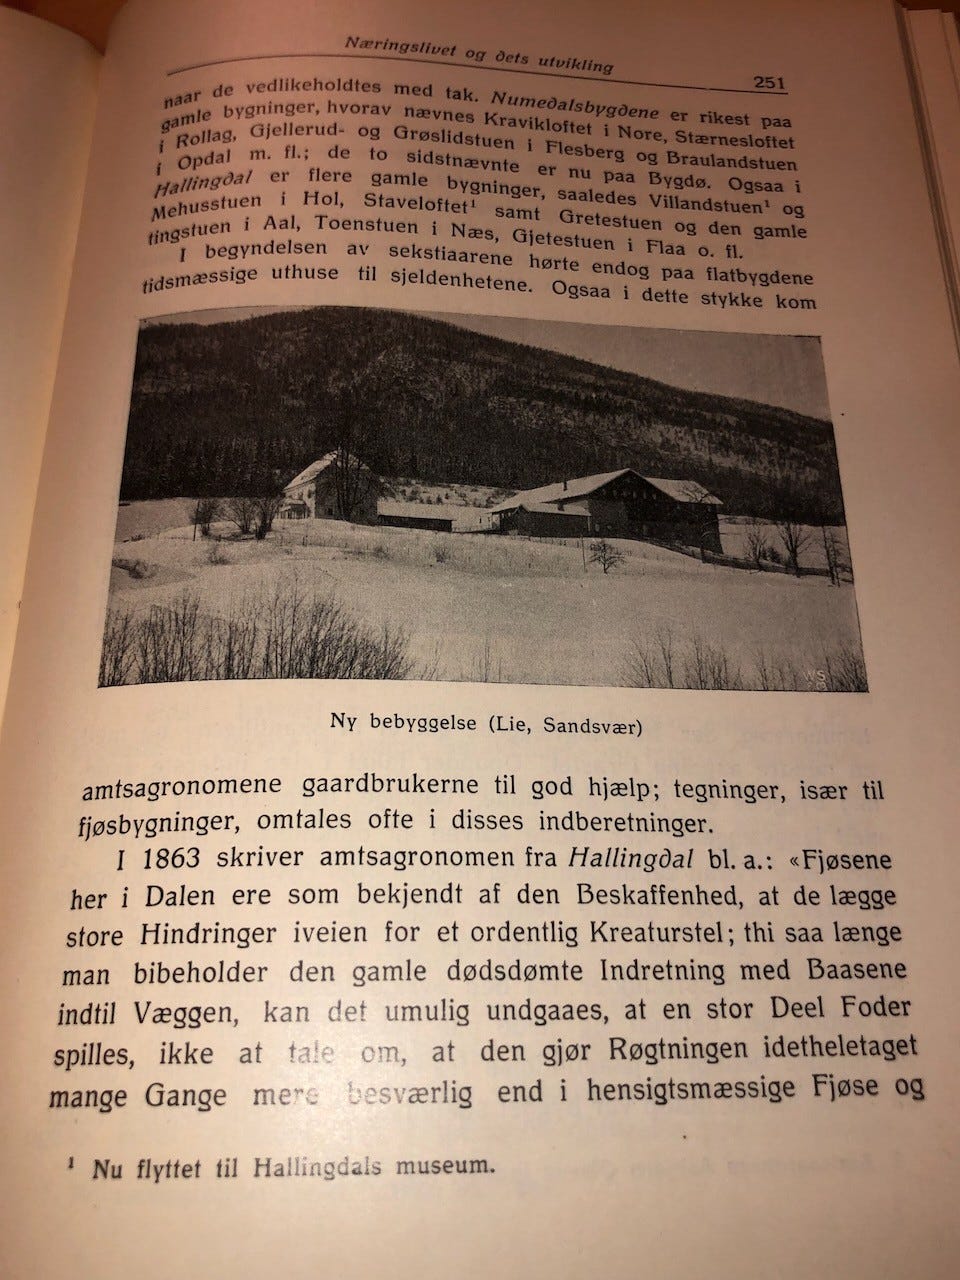 Næringslivet og dets utvikling
251
naar de vedlikeholdtes med tak. Numedalsbygdene er rikest paa
gamle bygninger, hvorav nævnes Kravikloftet i Nore, Stærnesloftet
i Rollag, Gjellerud- og Grøslidstuen i Flesberg og Braulandstuen
i Opdal m. fl.; de to sidstnævnte er nu paa Bygdø. Ogsaa i
Hallingdal er flere gamle bygninger, saaledes Villandstuen¹ og
Mehusstuen i Hol, Staveloftet¹ samt Gretestuen og den gamle
tingstuen i Aal, Toenstuen i Næs, Gjetestuen i Flaa o. fl.
I begyndelsen av sekstiaarene hørte endog paa flatbygdene
tidsmæssige uthuse til sjeldenhetene. Ogsaa i dette stykke kom
Ny bebyggelse (Lie, Sandsvær)
amtsagronomene gaardbrukerne til god hjælp; tegninger, især til
fjøsbygninger, omtales ofte i disses indberetninger.
I 1863 skriver amtsagronomen fra Hallingdal bl. a.: «Fjøsene
her i Dalen ere som bekjendt af den Beskaffenhed, at de lægge
store Hindringer iveien for et ordentlig Kreaturstel; thi saa længe
man bibeholder den gamle dødsdømte Indretning med Baasene
indtil Væggen, kan det umulig undgaaes, at en stor Deel Foder
spilles, ikke at tale om, at den gjør Røgtningen idetheletaget
mange Gange mere besværlig end i hensigtsmæssige Fjøse og
¹ Nu flyttet til Hallingdals museum.